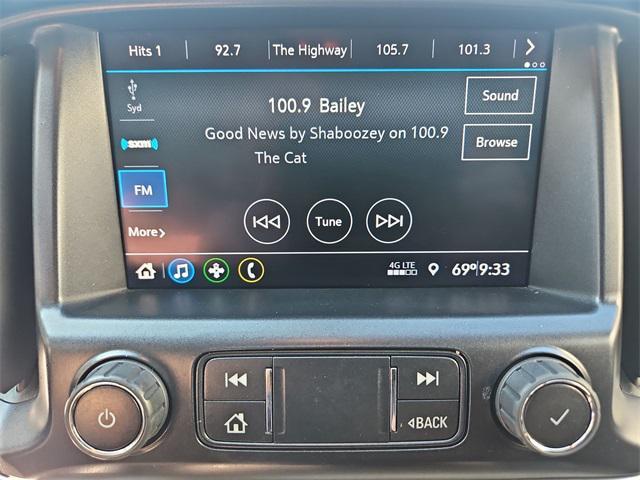 Hits 1 92.7 The Highway 105.7 101.3
Syd
100.9 Bailey
Sound
Good News by Shaboozey on 100.9
The Cat
Browse
((sxm))
FM
Tune
More
4G LTE
69° 9:33
BACK